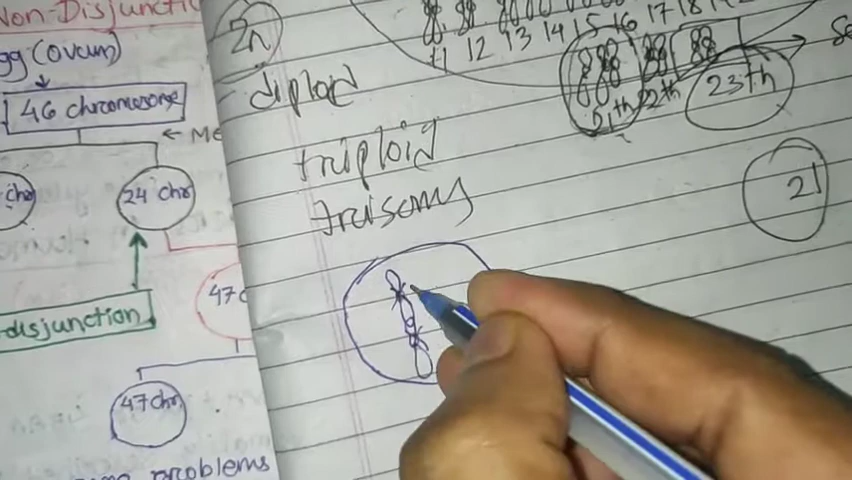 Non-Disjunctio
gg (ovum)
46 chromosome
← Me
chr
24 chr
47 c
-disjunction
47 chr
problems
2n
diploid
triploid
trisomy
11 12 13 14 15 16 17 18
21th 22th 23th
Se
21